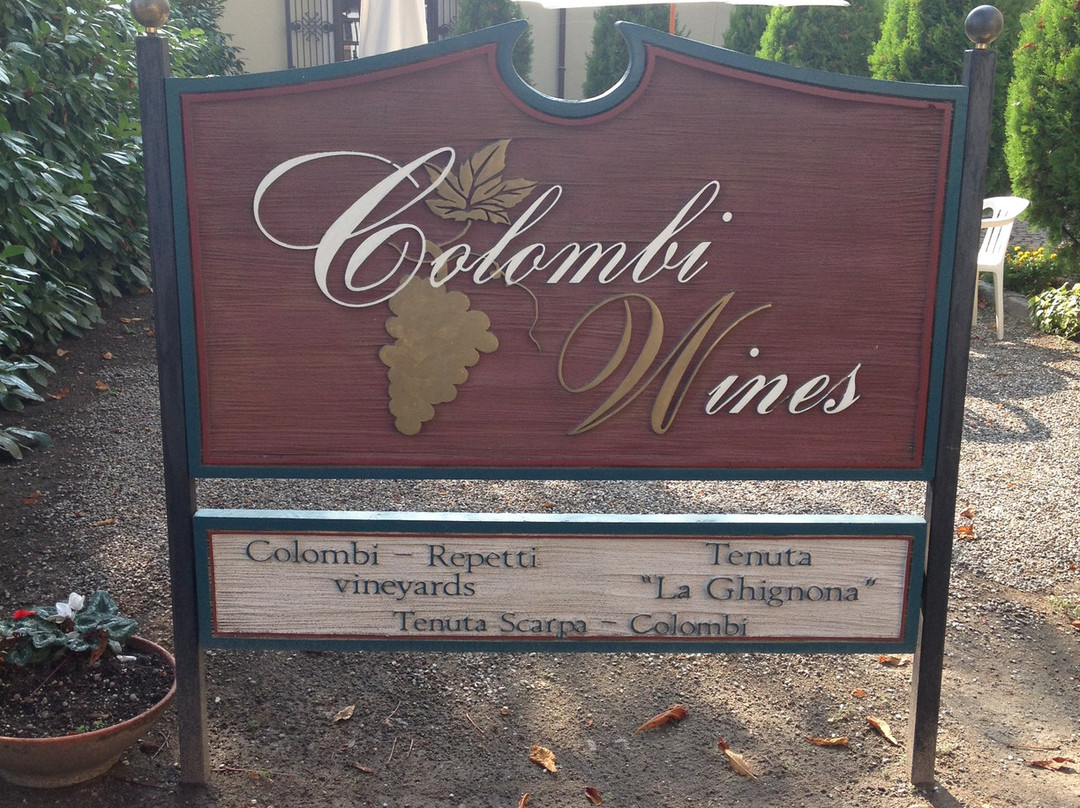 Colombi
Wines
Colombi – Repetti
vineyards
Tenuta
"La Ghignona"
Tenuta Scarpa – Colombi